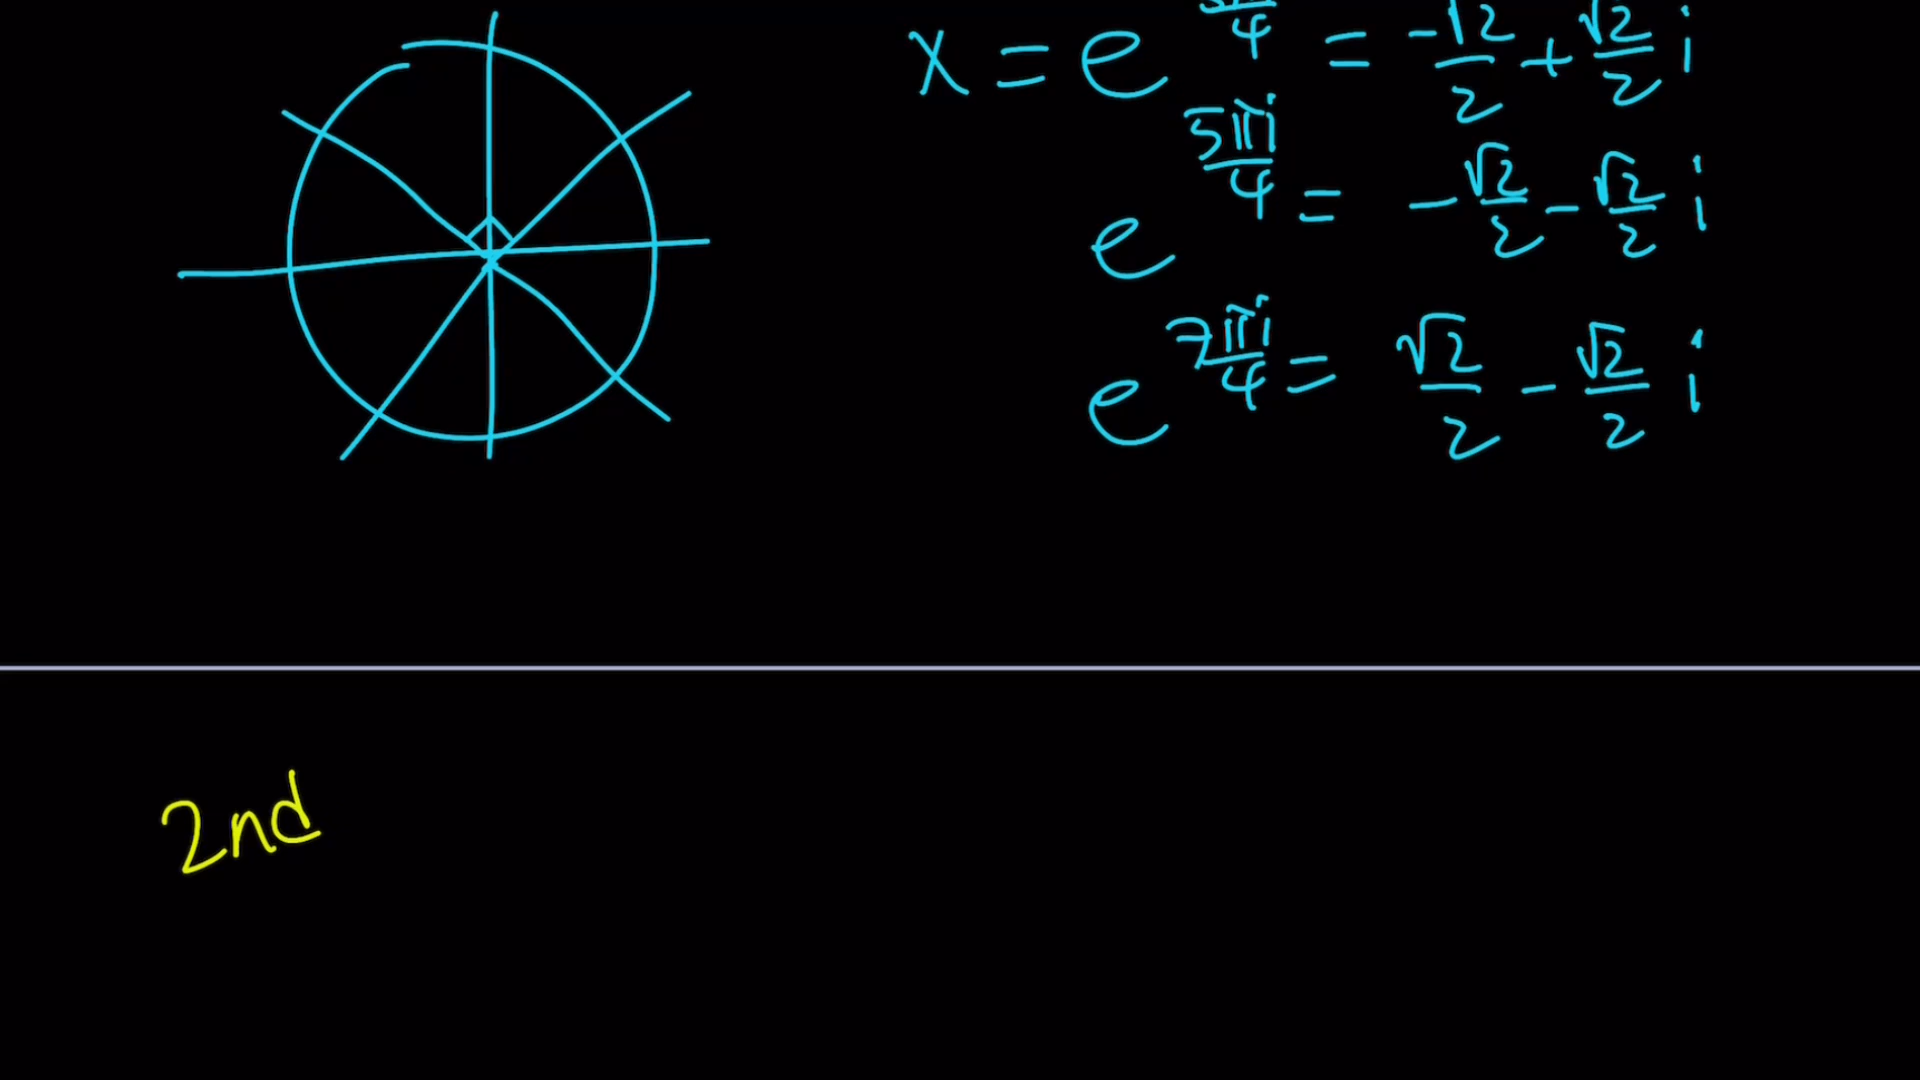 x = e^{3πi/4} = -√2/2 + √2/2 i
e^{5πi/4} = -√2/2 - √2/2 i
e^{7πi/4} = √2/2 - √2/2 i
2nd